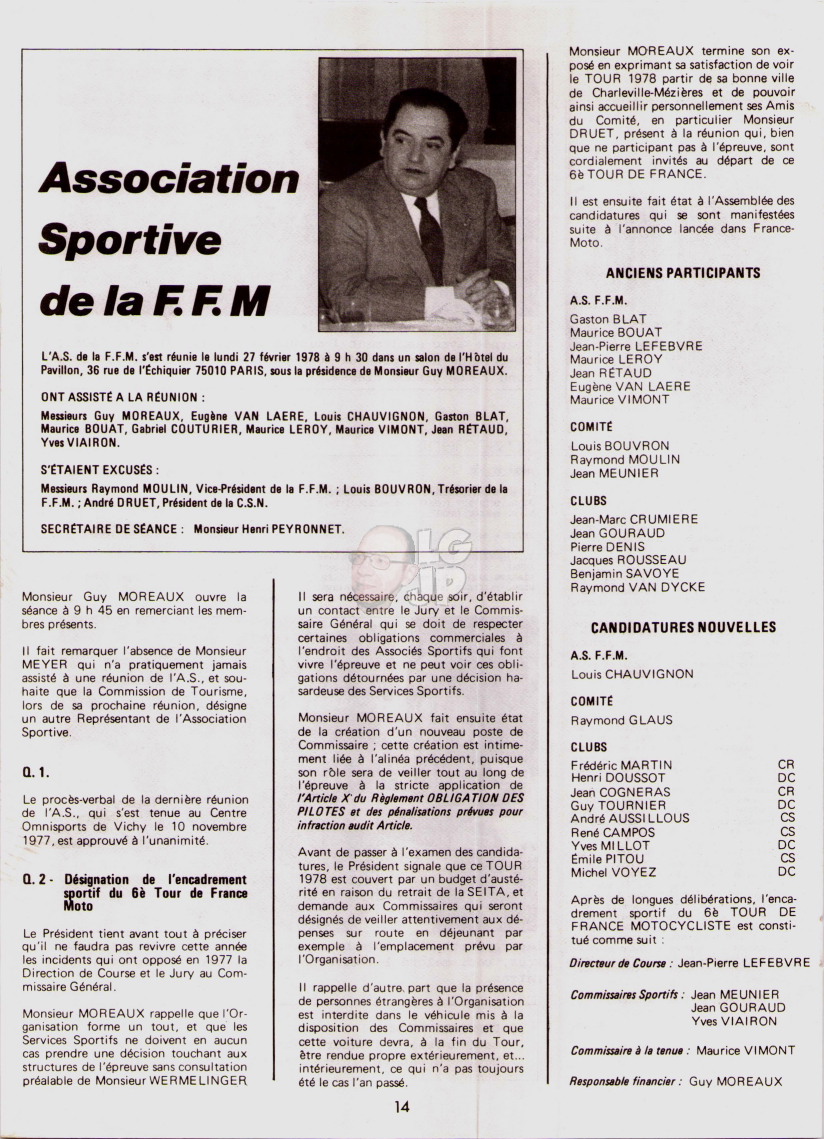 Association
Sportive
de la F.F.M
L'A.S. de la F.F.M. s'est réunie le lundi 27 février 1978 à 9 h 30 dans un salon de l'Hôtel du
Pavillon, 36 rue de l'Échiquier 75010 PARIS, sous la présidence de Monsieur Guy MOREAUX.
ONT ASSISTÉ A LA RÉUNION :
Messieurs Guy MOREAUX, Eugène VAN LAERE, Louis CHAUVIGNON, Gaston BLAT,
Maurice BOUAT, Gabriel COUTURIER, Maurice LEROY, Maurice VIMONT, Jean RÉTAUD,
Yves VIAIRON.
S'ÉTAIENT EXCUSÉS :
Messieurs Raymond MOULIN, Vice-Président de la F.F.M. ; Louis BOUVRON, Trésorier de la
F.F.M. ; André DRUET, Président de la C.S.N.
SECRÉTAIRE DE SÉANCE : Monsieur Henri PEYRONNET.
LG
JP
Monsieur Guy MOREAUX ouvre la
séance à 9 h 45 en remerciant les mem-
bres présents.
Il fait remarquer l'absence de Monsieur
MEYER qui n'a pratiquement jamais
assisté à une réunion de l'A.S., et sou-
haite que la Commission de Tourisme,
lors de sa prochaine réunion, désigne
un autre Représentant de l'Association
Sportive.
Q. 1.
Le procès-verbal de la dernière réunion
de l'A.S., qui s'est tenue au Centre
Omnisports de Vichy le 10 novembre
1977, est approuvé à l'unanimité.
Q. 2 - Désignation de l'encadrement
sportif du 6è Tour de France
Moto
Le Président tient avant tout à préciser
qu'il ne faudra pas revivre cette année
les incidents qui ont opposé en 1977 la
Direction de Course et le Jury au Com-
missaire Général.
Monsieur MOREAUX rappelle que l'Or-
ganisation forme un tout, et que les
Services Sportifs ne doivent en aucun
cas prendre une décision touchant aux
structures de l'épreuve sans consultation
préalable de Monsieur WERMELINGER
Il sera nécessaire, chaque soir, d'établir
un contact entre le Jury et le Commis-
saire Général qui se doit de respecter
certaines obligations commerciales à
l'endroit des Associés Sportifs qui font
vivre l'épreuve et ne peut voir ces obli-
gations détournées par une décision ha-
sardeuse des Services Sportifs.
Monsieur MOREAUX fait ensuite état
de la création d'un nouveau poste de
Commissaire ; cette création est intime-
ment liée à l'alinéa précédent, puisque
son rôle sera de veiller tout au long de
l'épreuve à la stricte application de
l'Article X du Règlement OBLIGATION DES
PILOTES et des pénalisations prévues pour
infraction audit Article.
Avant de passer à l'examen des candida-
tures, le Président signale que ce TOUR
1978 est couvert par un budget d'austé-
rité en raison du retrait de la SEITA, et
demande aux Commissaires qui seront
désignés de veiller attentivement aux dé-
penses sur route en déjeunant par
exemple à l'emplacement prévu par
l'Organisation.
Il rappelle d'autre part que la présence
de personnes étrangères à l'Organisation
est interdite dans le véhicule mis à la
disposition des Commissaires et que
cette voiture devra, à la fin du Tour,
être rendue propre extérieurement, et...
intérieurement, ce qui n'a pas toujours
été le cas l'an passé.
Monsieur MOREAUX termine son ex-
posé en exprimant sa satisfaction de voir
le TOUR 1978 partir de sa bonne ville
de Charleville-Mézières et de pouvoir
ainsi accueillir personnellement ses Amis
du Comité, en particulier Monsieur
DRUET, présent à la réunion qui, bien
que ne participant pas à l'épreuve, sont
cordialement invités au départ de ce
6è TOUR DE FRANCE.
Il est ensuite fait état à l'Assemblée des
candidatures qui se sont manifestées
suite à l'annonce lancée dans France-
Moto.
ANCIENS PARTICIPANTS
A.S. F.F.M.
Gaston BLAT
Maurice BOUAT
Jean-Pierre LEFEBVRE
Maurice LEROY
Jean RÉTAUD
Eugène VAN LAERE
Maurice VIMONT
COMITÉ
Louis BOUVRON
Raymond MOULIN
Jean MEUNIER
CLUBS
Jean-Marc CRUMIERE
Jean GOURAUD
Pierre DENIS
Jacques ROUSSEAU
Benjamin SAVOYE
Raymond VAN DYCKE
CANDIDATURES NOUVELLES
A.S. F.F.M.
Louis CHAUVIGNON
COMITÉ
Raymond GLAUS
CLUBS
Frédéric MARTIN CR
Henri DOUSSOT DC
Jean COGNERAS CR
Guy TOURNIER DC
André AUSSILLOUS CS
René CAMPOS CS
Yves MILLOT DC
Émile PITOU CS
Michel VOYEZ DC
Après de longues délibérations, l'enca-
drement sportif du 6è TOUR DE
FRANCE MOTOCYCLISTE est consti-
tué comme suit :
Directeur de Course : Jean-Pierre LEFEBVRE
Commissaires Sportifs : Jean MEUNIER
Jean GOURAUD
Yves VIAIRON
Commissaire à la tenue : Maurice VIMONT
Responsable financier : Guy MOREAUX
14